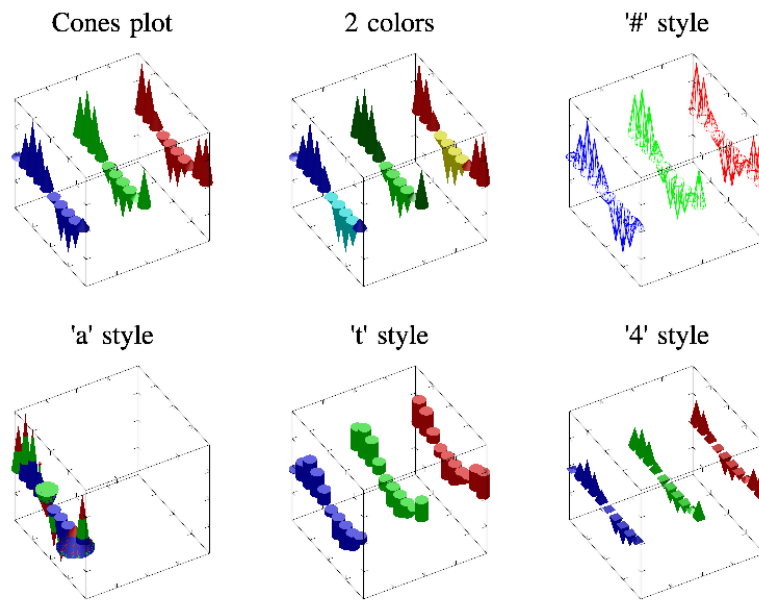 Cones plot
2 colors
'#' style
'a' style
't' style
'4' style